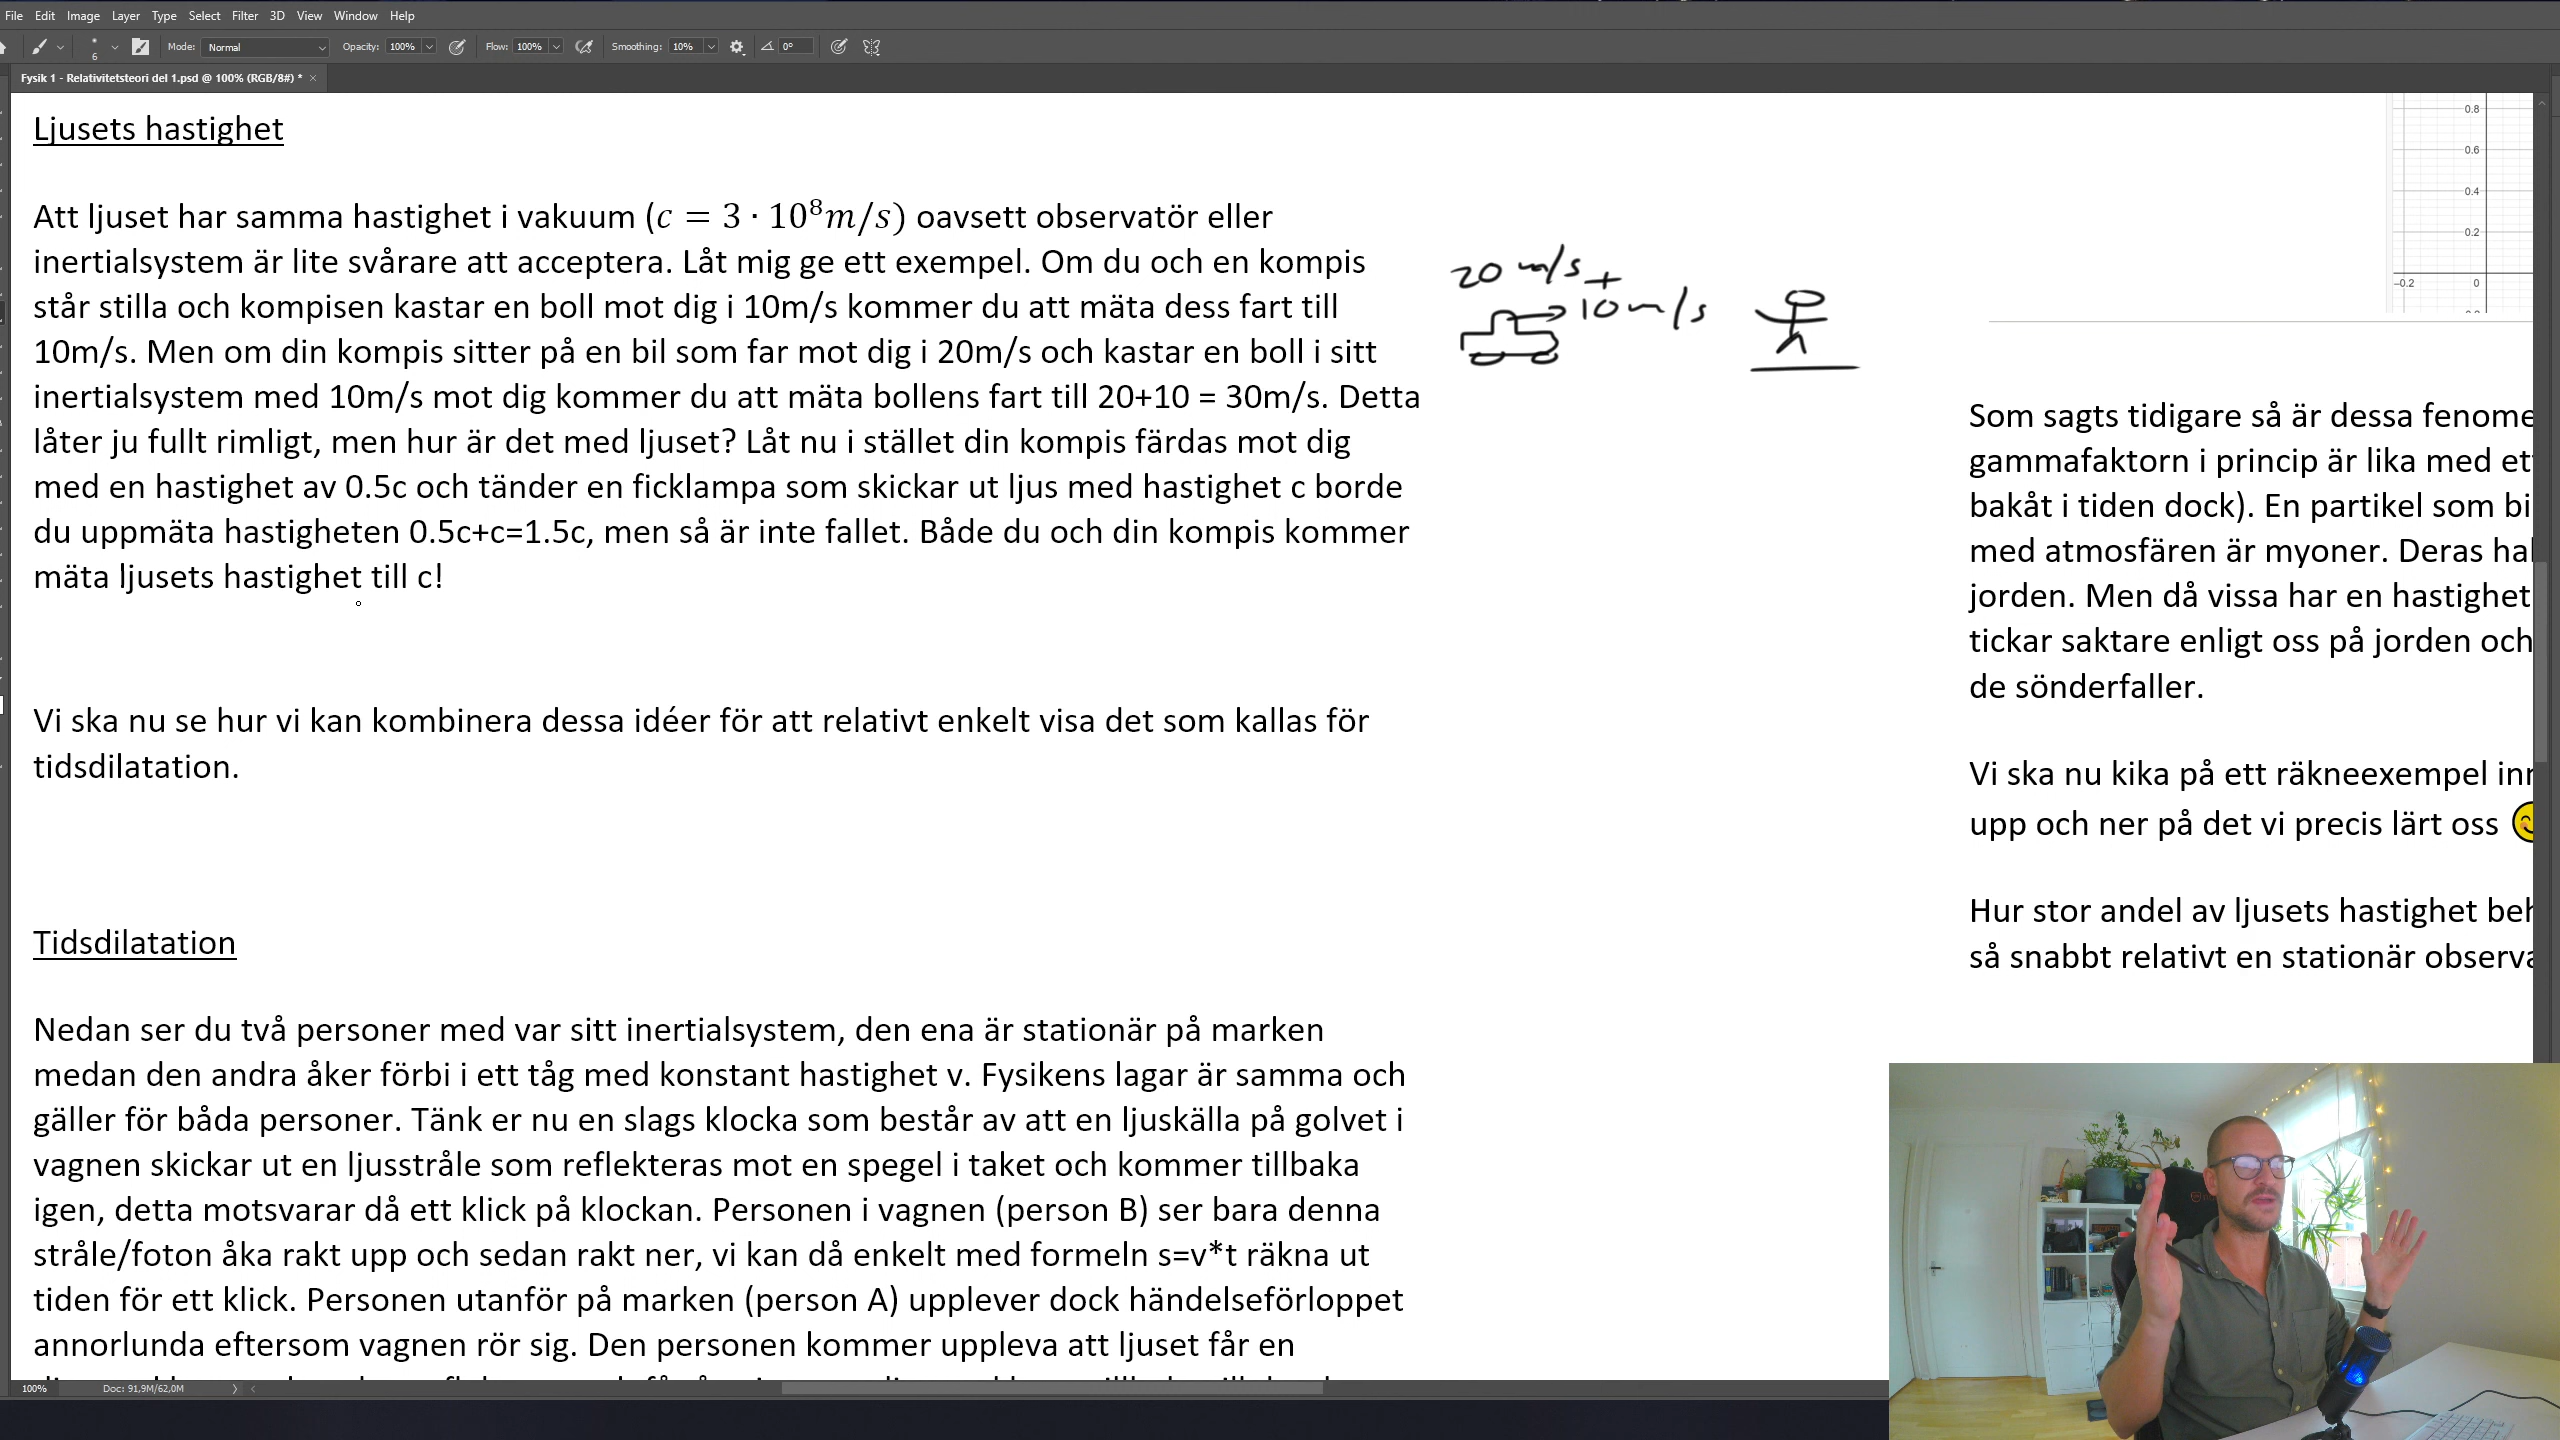 File Edit Image Layer Type Select Filter 3D View Window Help
6 Mode: Normal Opacity: 100% Flow: 100% Smoothing: 10% 0°
Fysik 1 - Relativitetsteori del 1.psd @ 100% (RGB/8#) *
Ljusets hastighet
Att ljuset har samma hastighet i vakuum (c = 3 · 10⁸m/s) oavsett observatör eller
inertialsystem är lite svårare att acceptera. Låt mig ge ett exempel. Om du och en kompis
står stilla och kompisen kastar en boll mot dig i 10m/s kommer du att mäta dess fart till
10m/s. Men om din kompis sitter på en bil som far mot dig i 20m/s och kastar en boll i sitt
inertialsystem med 10m/s mot dig kommer du att mäta bollens fart till 20+10 = 30m/s. Detta
låter ju fullt rimligt, men hur är det med ljuset? Låt nu i stället din kompis färdas mot dig
med en hastighet av 0.5c och tänder en ficklampa som skickar ut ljus med hastighet c borde
du uppmäta hastigheten 0.5c+c=1.5c, men så är inte fallet. Både du och din kompis kommer
mäta ljusets hastighet till c!
Vi ska nu se hur vi kan kombinera dessa idéer för att relativt enkelt visa det som kallas för
tidsdilatation.
Tidsdilatation
Nedan ser du två personer med var sitt inertialsystem, den ena är stationär på marken
medan den andra åker förbi i ett tåg med konstant hastighet v. Fysikens lagar är samma och
gäller för båda personer. Tänk er nu en slags klocka som består av att en ljuskälla på golvet i
vagnen skickar ut en ljusstråle som reflekteras mot en spegel i taket och kommer tillbaka
igen, detta motsvarar då ett klick på klockan. Personen i vagnen (person B) ser bara denna
stråle/foton åka rakt upp och sedan rakt ner, vi kan då enkelt med formeln s=v*t räkna ut
tiden för ett klick. Personen utanför på marken (person A) upplever dock händelseförloppet
annorlunda eftersom vagnen rör sig. Den personen kommer uppleva att ljuset får en
20 m/s +
10 m/s
0.8
0.6
0.4
0.2
−0.2 0
Som sagts tidigare så är dessa fenome
gammafaktorn i princip är lika med et
bakåt i tiden dock). En partikel som bi
med atmosfären är myoner. Deras hal
jorden. Men då vissa har en hastighet
tickar saktare enligt oss på jorden och
de sönderfaller.
Vi ska nu kika på ett räkneexempel in
upp och ner på det vi precis lärt oss
Hur stor andel av ljusets hastighet beh
så snabbt relativt en stationär observa
100% Doc: 91,9M/62,0M